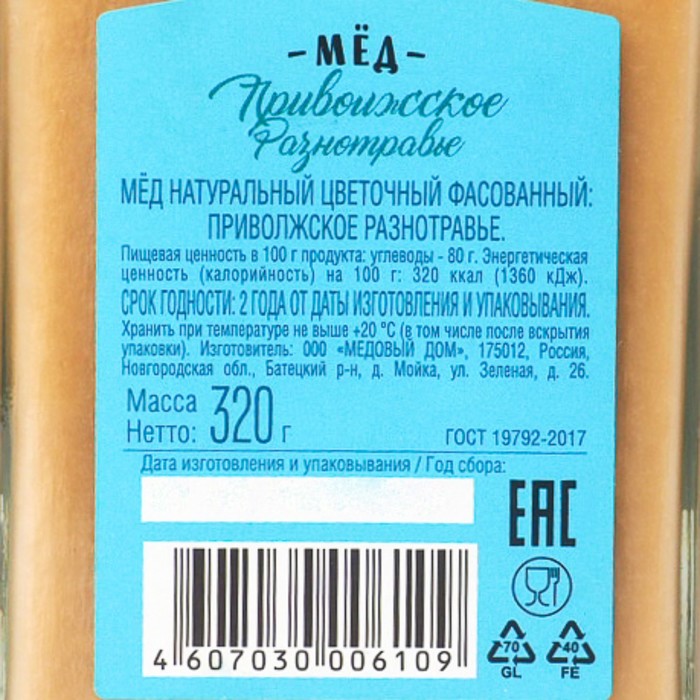 -МЁД-
Приволжское
Разнотравье
МЁД НАТУРАЛЬНЫЙ ЦВЕТОЧНЫЙ ФАСОВАННЫЙ:
ПРИВОЛЖСКОЕ РАЗНОТРАВЬЕ.
Пищевая ценность в 100 г продукта: углеводы - 80 г. Энергетическая
ценность (калорийность) на 100 г: 320 ккал (1360 кДж).
СРОК ГОДНОСТИ: 2 ГОДА ОТ ДАТЫ ИЗГОТОВЛЕНИЯ И УПАКОВЫВАНИЯ.
Хранить при температуре не выше +20 °С (в том числе после вскрытия
упаковки). Изготовитель: ООО «МЕДОВЫЙ ДОМ», 175012, Россия,
Новгородская обл., Батецкий р-н, д. Мойка, ул. Зеленая, д. 26.
Масса
Нетто: 320 г
ГОСТ 19792-2017
Дата изготовления и упаковывания / Год сбора:
ЕАС
70
GL
40
FE
4 607030 006109